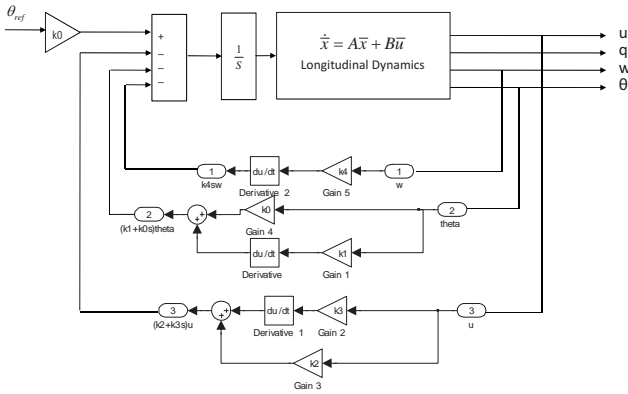 θref
k0
+
−
−
−
1
S
ẋ̄ = Ax̄ + Bū
Longitudinal Dynamics
u
q
w
θ
1
k4sw
du/dt
Derivative 2
k4
Gain 5
1
w
2
(k1+k0s)theta
+
+
k0
Gain 4
2
theta
du/dt
Derivative
k1
Gain 1
3
(k2+k3s)u
+
+
du/dt
Derivative 1
k3
Gain 2
3
u
k2
Gain 3